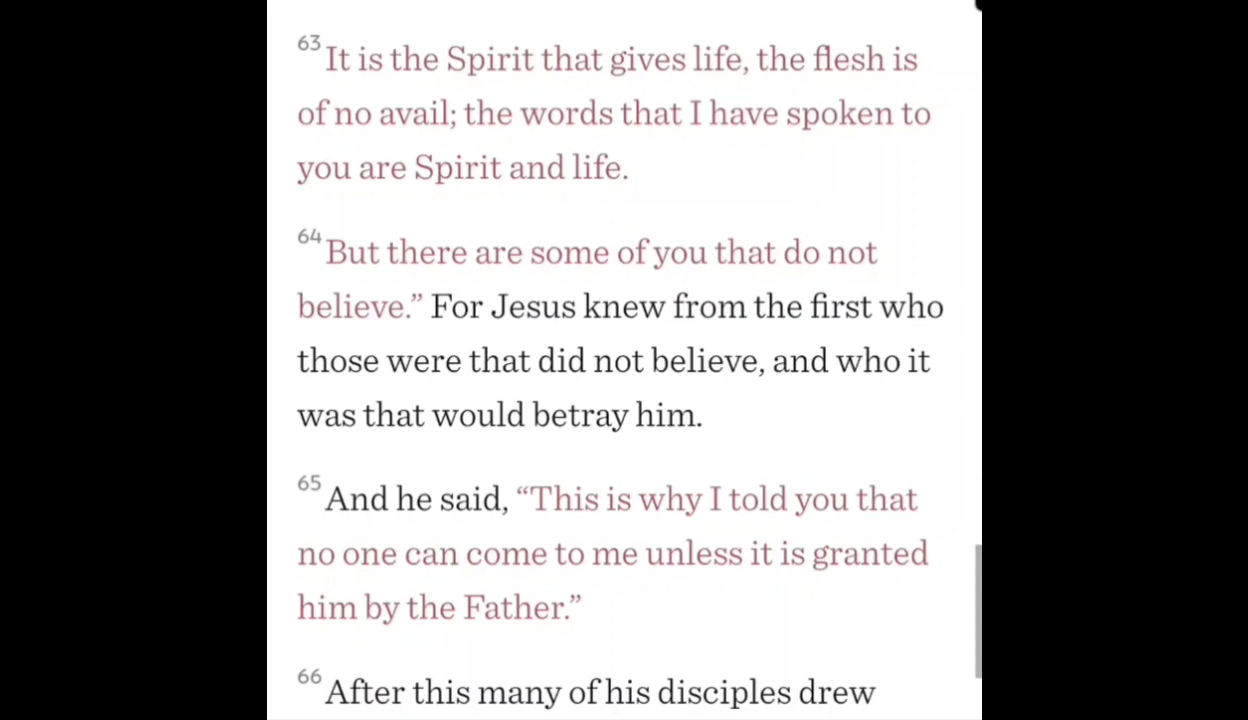 63 It is the Spirit that gives life, the flesh is
of no avail; the words that I have spoken to
you are Spirit and life.
64 But there are some of you that do not
believe.” For Jesus knew from the first who
those were that did not believe, and who it
was that would betray him.
65 And he said, “This is why I told you that
no one can come to me unless it is granted
him by the Father.”
66 After this many of his disciples drew